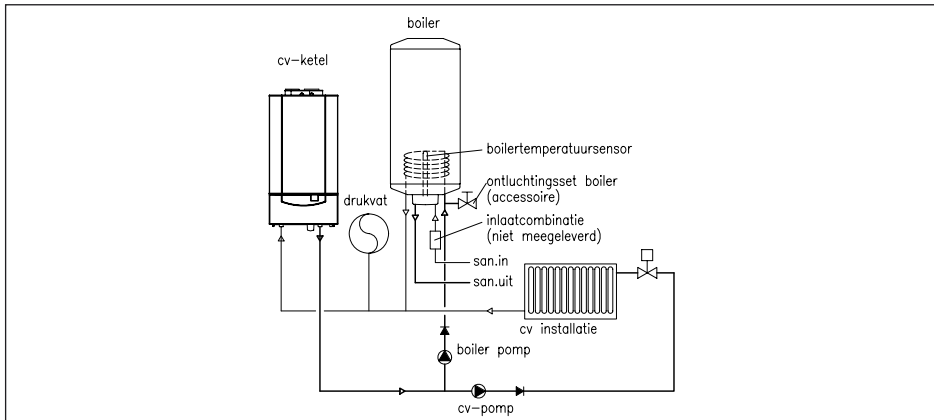 boiler
cv-ketel
boilertemperatuursensor
ontluchtingsset boiler
(accessoire)
drukvat
inlaatcombinatie
(niet meegeleverd)
san.in
san.uit
cv installatie
boiler pomp
cv-pomp